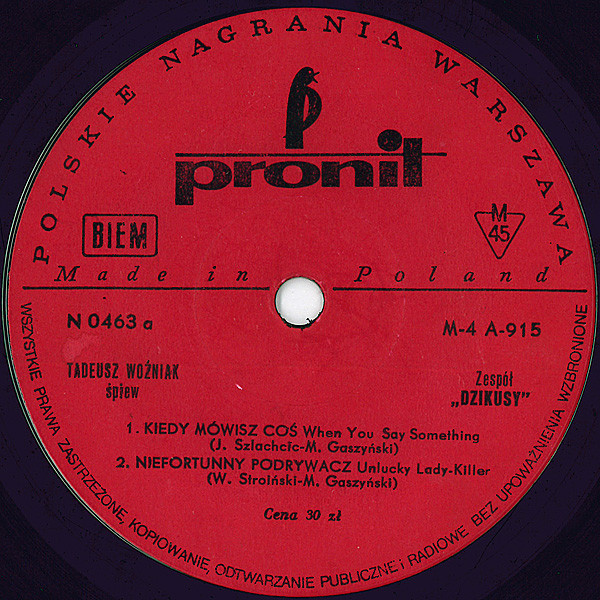 POLSKIE NAGRANIA WARSZAWA
pronit
BIEM
M
45
Made in Poland
N 0463 a
M-4 A-915
TADEUSZ WOŹNIAK
śpiew
Zespół
„DZIKUSY"
1. KIEDY MÓWISZ COŚ When You Say Something
(J. Szlachcic-M. Gaszyński)
2. NIEFORTUNNY PODRYWACZ Unlucky Lady-Killer
(W. Stroiński-M. Gaszyński)
Cena 30 zł
WSZYSTKIE PRAWA ZASTRZEŻONE, KOPIOWANIE, ODTWARZANIE PUBLICZNE i RADIOWE BEZ UPOWAŻNIENIA WZBRONIONE